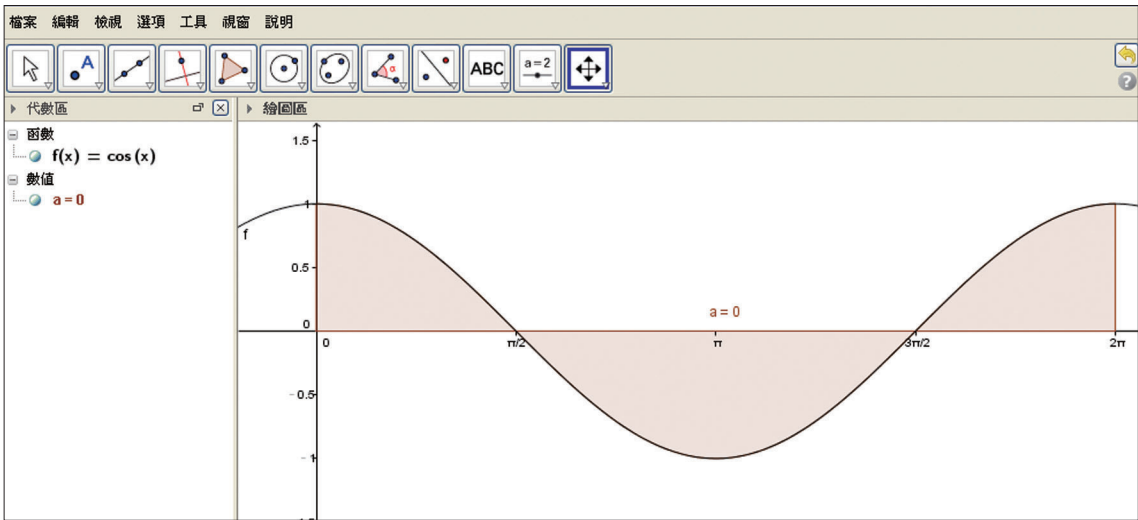 檔案 編輯 檢視 選項 工具 視窗 說明
A α ABC a=2
代數區
繪圖區
函數
f(x) = cos(x)
數值
a = 0
1.5
1
f
0.5
a = 0
0
0 π/2 π 3π/2 2π
-0.5
-1